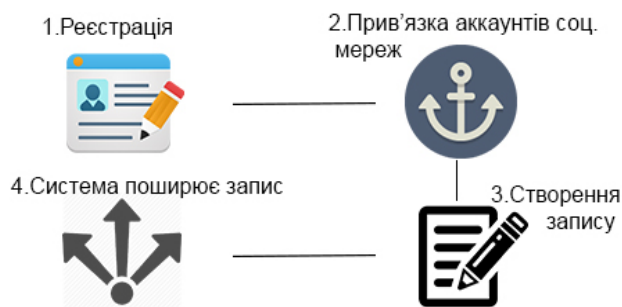 1.Реєстрація
2.Прив’язка аккаунтів соц.
мереж
4.Система поширює запис
3.Створення
запису